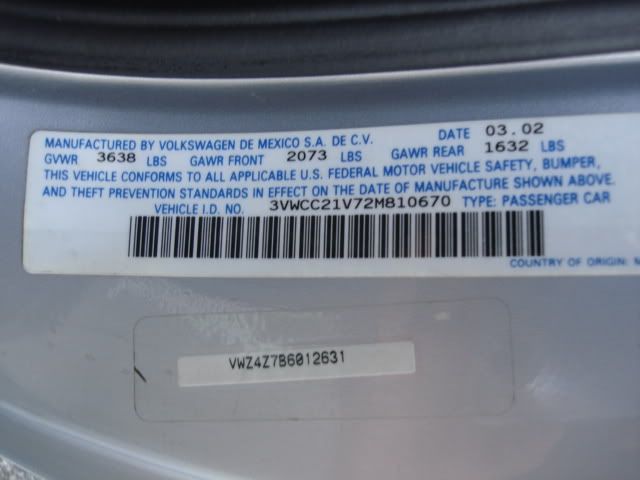 MANUFACTURED BY VOLKSWAGEN DE MEXICO S.A. DE C.V. DATE 03.02
GVWR 3638 LBS GAWR FRONT 2073 LBS GAWR REAR 1632 LBS
THIS VEHICLE CONFORMS TO ALL APPLICABLE U.S. FEDERAL MOTOR VEHICLE SAFETY, BUMPER,
AND THEFT PREVENTION STANDARDS IN EFFECT ON THE DATE OF MANUFACTURE SHOWN ABOVE.
VEHICLE I.D. NO. 3VWCC21V72M810670 TYPE: PASSENGER CAR
COUNTRY OF ORIGIN: M
VWZ4Z7B6012631